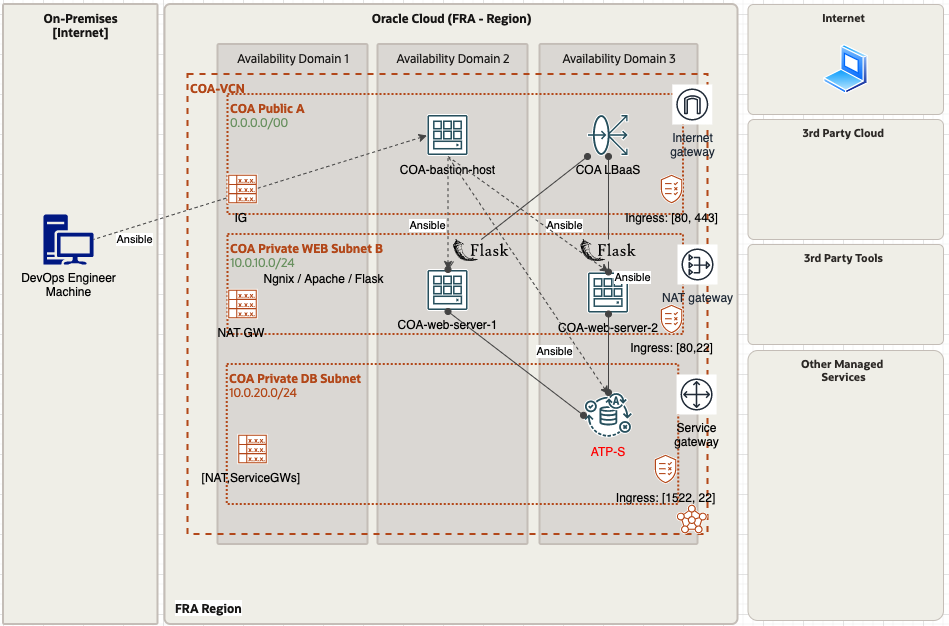 On-Premises
[Internet]
Oracle Cloud (FRA - Region)
Internet
Availability Domain 1
Availability Domain 2
Availability Domain 3
COA-VCN
COA Public A
0.0.0.0/00
Internet
gateway
3rd Party Cloud
COA-bastion-host
COA LBaaS
IG
Ingress: [80, 443]
Ansible
Ansible
Ansible
DevOps Engineer
Machine
COA Private WEB Subnet B
10.0.10.0/24
Flask
Flask
3rd Party Tools
Ngnix / Apache / Flask
Ansible
NAT gateway
NAT GW
COA-web-server-1
COA-web-server-2
Ingress: [80,22]
Ansible
Other Managed
Services
COA Private DB Subnet
10.0.20.0/24
A
Service
gateway
ATP-S
[NAT,ServiceGWs]
Ingress: [1522, 22]
FRA Region